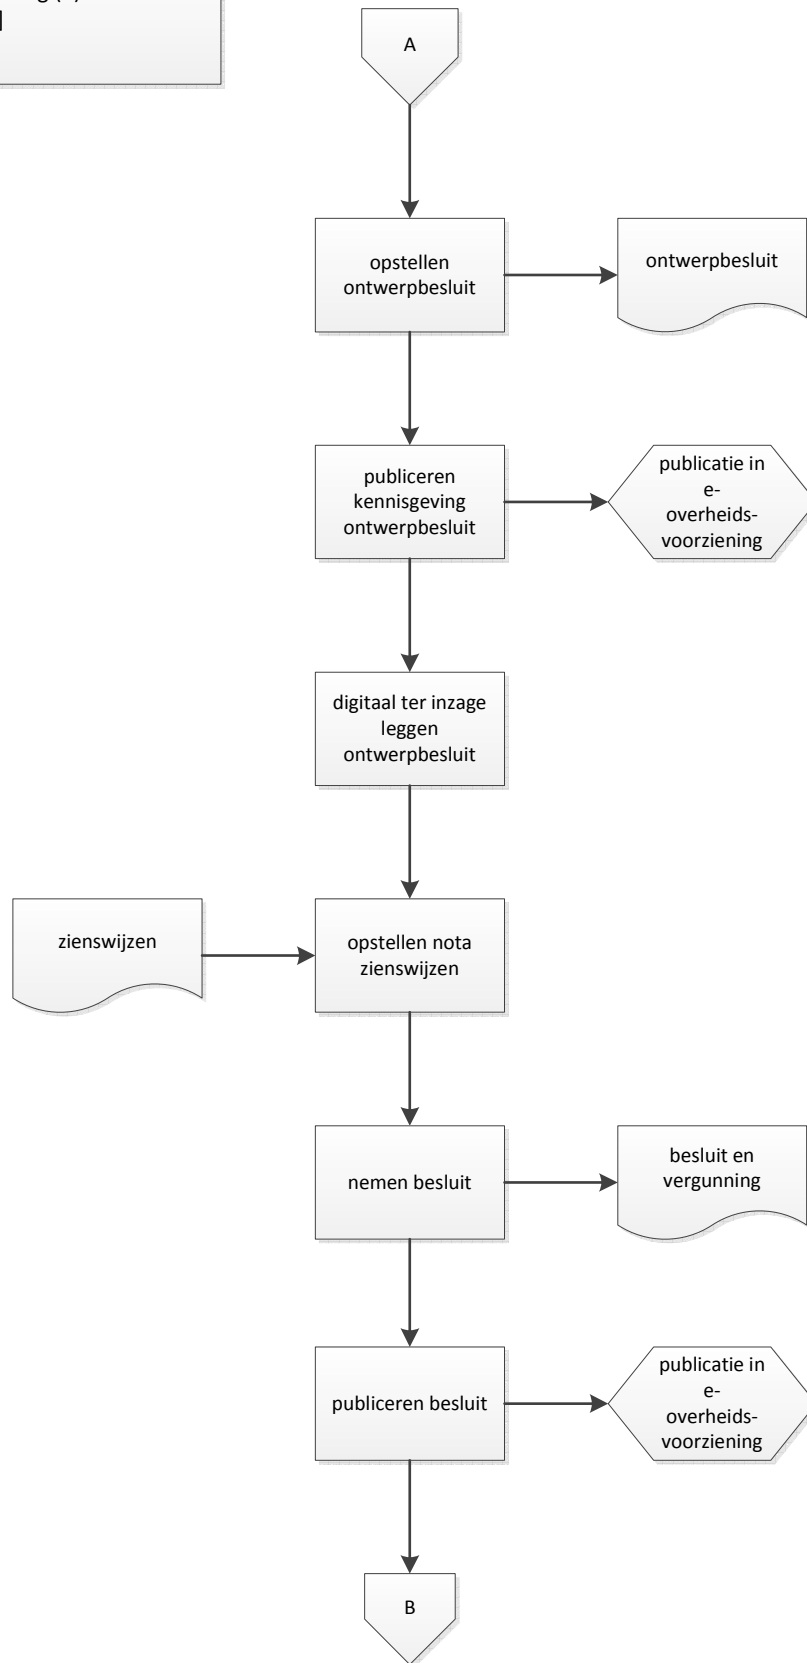 A
opstellen
ontwerpbesluit
ontwerpbesluit
publiceren
kennisgeving
ontwerpbesluit
publicatie in
e-
overheids-
voorziening
digitaal ter inzage
leggen
ontwerpbesluit
zienswijzen
opstellen nota
zienswijzen
nemen besluit
besluit en
vergunning
publiceren besluit
publicatie in
e-
overheids-
voorziening
B